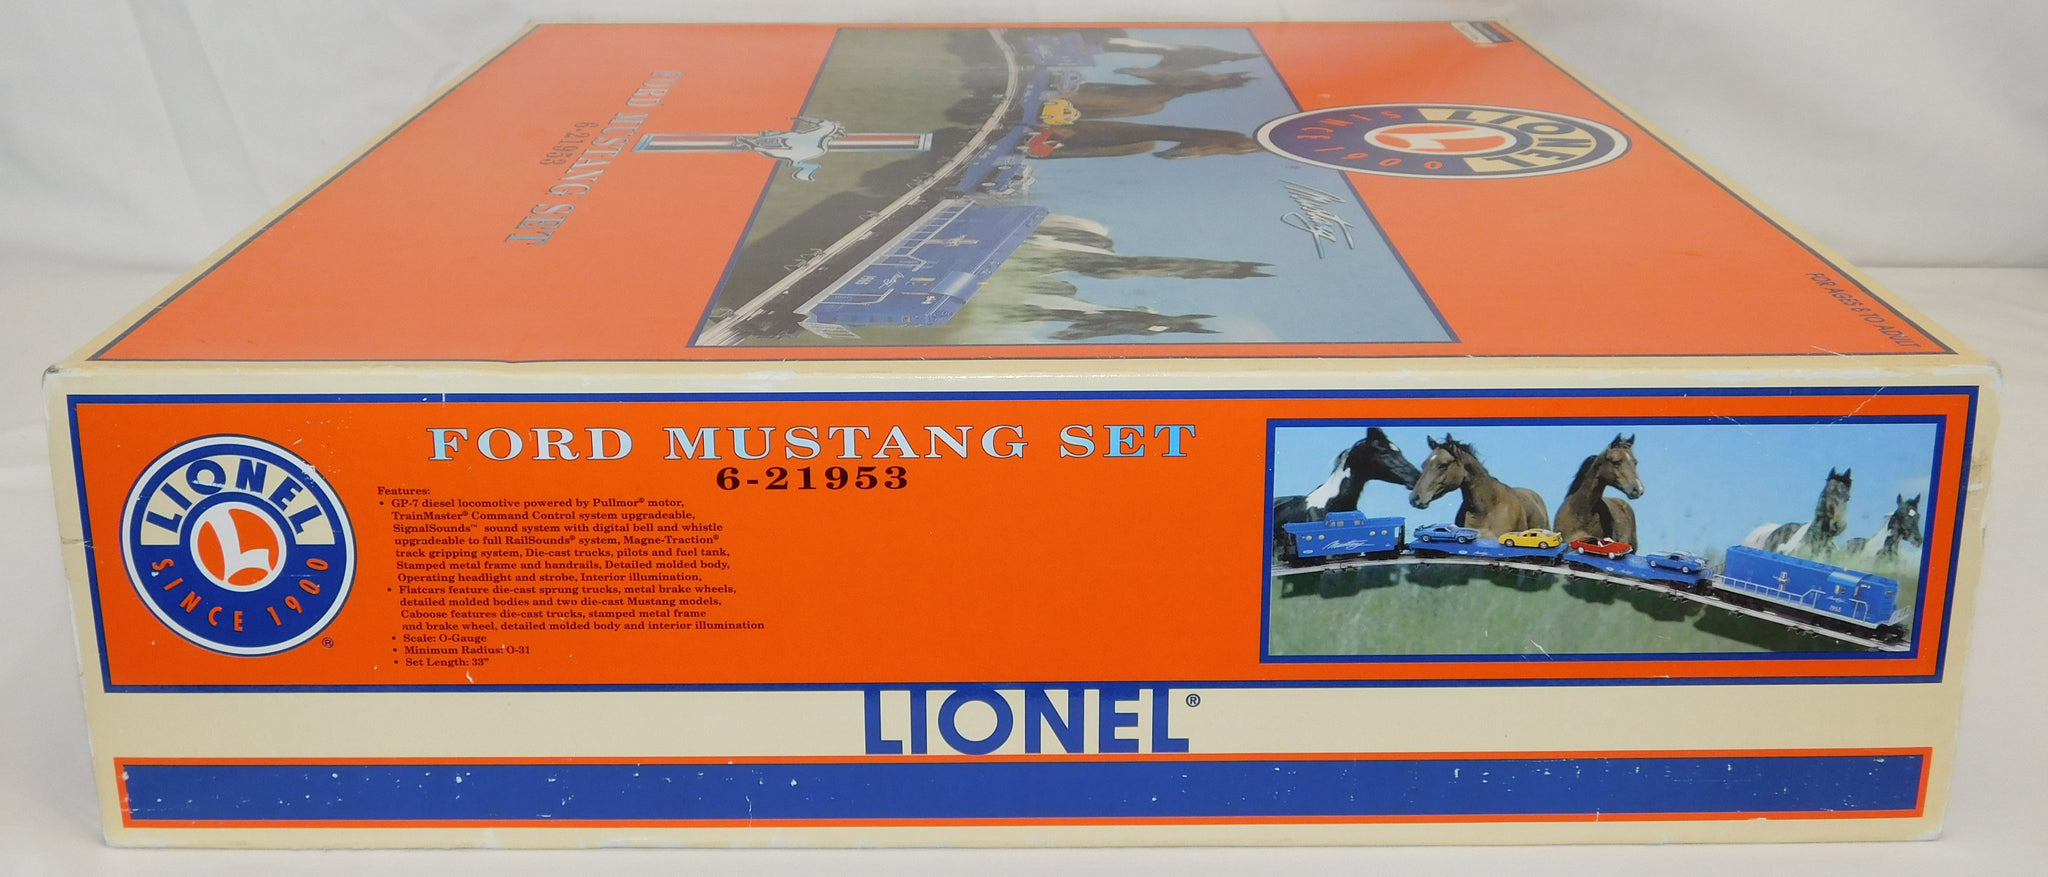 FORD MUSTANG SET
6-21953
Mustang
LIONEL
SINCE 1900
FOR AGES 8 TO ADULT
LIONEL
SINCE 1900
®
FORD MUSTANG SET
6-21953
Features:
• GP-7 diesel locomotive powered by Pullmor® motor,
TrainMaster® Command Control system upgradeable,
SignalSounds™ sound system with digital bell and whistle
upgradeable to full RailSounds® system, Magne-Traction®
track gripping system, Die-cast trucks, pilots and fuel tank,
Stamped metal frame and handrails, Detailed molded body,
Operating headlight and strobe, Interior illumination,
• Flatcars feature die-cast sprung trucks, metal brake wheels,
detailed molded bodies and two die-cast Mustang models,
Caboose features die-cast trucks, stamped metal frame
and brake wheel, detailed molded body and interior illumination
• Scale: O-Gauge
• Minimum Radius: O-31
• Set Length: 33"
Mustang
LIONEL®